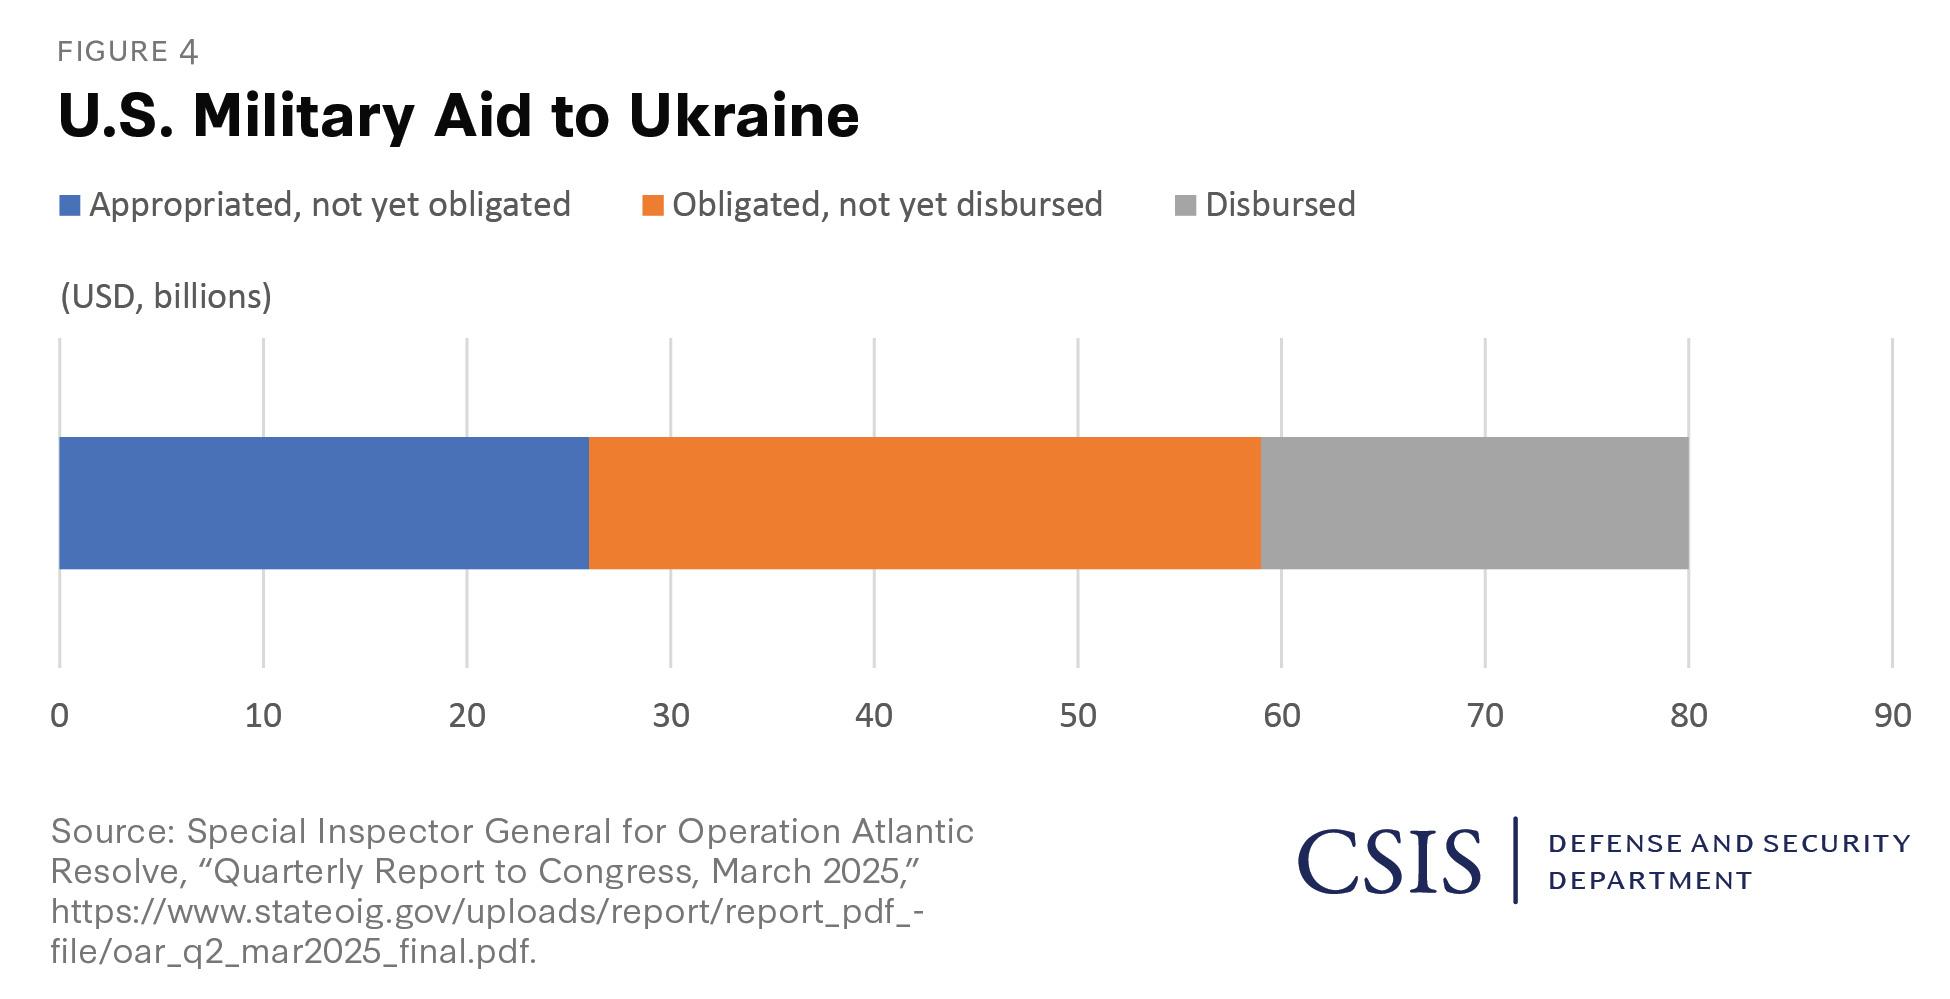 FIGURE 4
U.S. Military Aid to Ukraine
Appropriated, not yet obligated
Obligated, not yet disbursed
Disbursed
(USD, billions)
0 10 20 30 40 50 60 70 80 90
Source: Special Inspector General for Operation Atlantic
Resolve, “Quarterly Report to Congress, March 2025,”
https://www.stateoig.gov/uploads/report/report_pdf_-
file/oar_q2_mar2025_final.pdf.
CSIS
DEFENSE AND SECURITY
DEPARTMENT